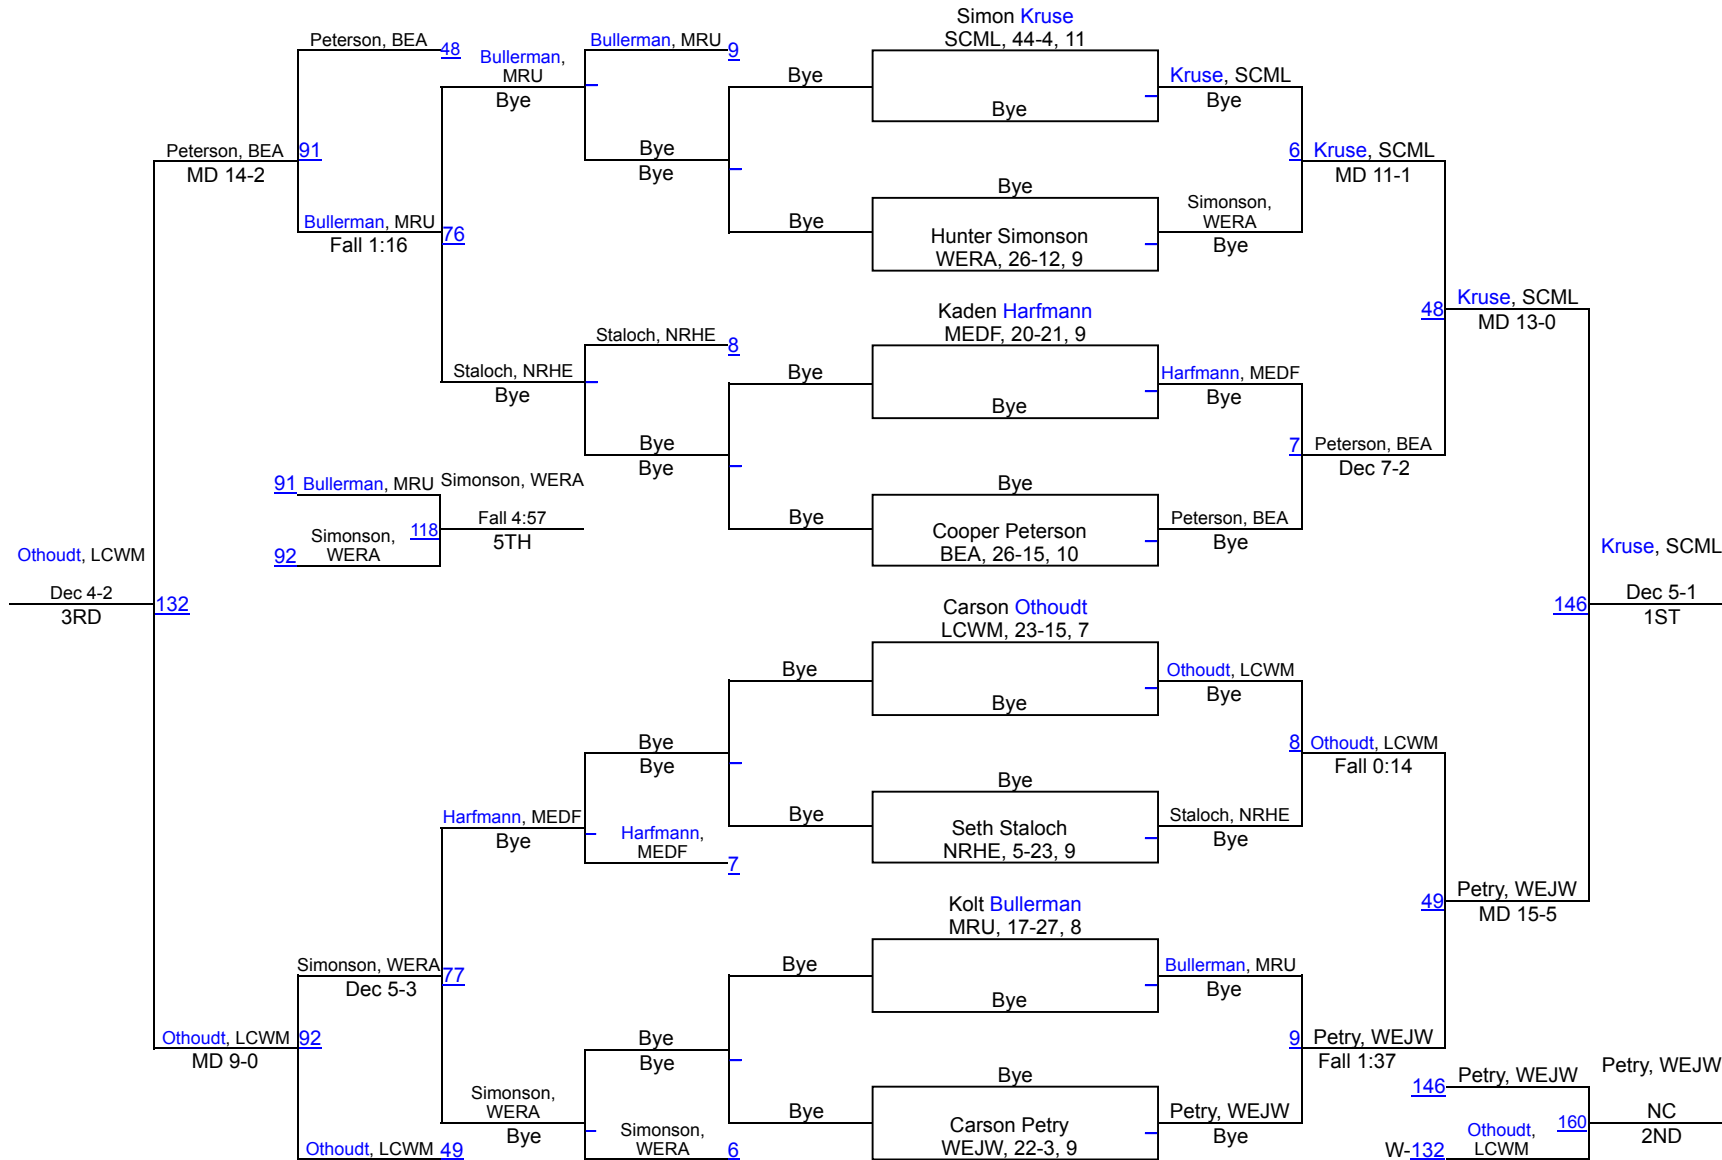 Simon Kruse
SCML, 44-4, 11
Peterson, BEA 48
Bullerman, MRU
Bye
Bullerman, MRU 9
Bye
Bye
Kruse, SCML
Bye
Peterson, BEA 91
MD 14-2
Bye
Bye
6 Kruse, SCML
MD 11-1
Bullerman, MRU 76
Fall 1:16
Bye
Bye
Hunter Simonson
WERA, 26-12, 9
Simonson,
WERA
Bye
Kaden Harfmann
MEDF, 20-21, 9
48 Kruse, SCML
MD 13-0
Staloch, NRHE 8
Staloch, NRHE
Bye
Bye
Bye
Harfmann, MEDF
Bye
Bye
Bye
7 Peterson, BEA
Dec 7-2
91 Bullerman, MRU
Simonson, WERA
118 Fall 4:57
5TH
92 Simonson,
WERA
Bye
Bye
Cooper Peterson
BEA, 26-15, 10
Peterson, BEA
Bye
Othoudt, LCWM
Dec 4-2
3RD
132
Kruse, SCML
146 Dec 5-1
1ST
Carson Othoudt
LCWM, 23-15, 7
Bye
Bye
Othoudt, LCWM
Bye
Bye
Bye
8 Othoudt, LCWM
Fall 0:14
Harfmann, MEDF
Bye
Harfmann,
MEDF 7
Bye
Bye
Seth Staloch
NRHE, 5-23, 9
Staloch, NRHE
Bye
Kolt Bullerman
MRU, 17-27, 8
49 Petry, WEJW
MD 15-5
Simonson, WERA 77
Dec 5-3
Bye
Bye
Bullerman, MRU
Bye
Othoudt, LCWM 92
MD 9-0
Bye
Bye
9 Petry, WEJW
Fall 1:37
Simonson,
WERA
Bye
Othoudt, LCWM 49
Simonson,
WERA 6
Bye
Bye
Carson Petry
WEJW, 22-3, 9
Petry, WEJW
Bye
146 Petry, WEJW
Petry, WEJW
160 NC
2ND
W-132 Othoudt,
LCWM